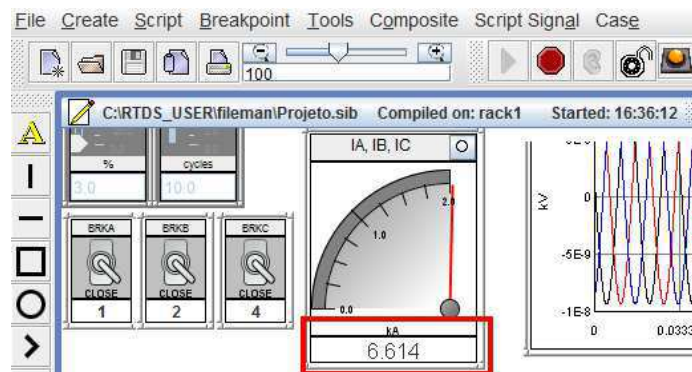 File Create Script Breakpoint Tools Composite Script Signal Case
100
A
C:\RTDS_USER\fileman\Projeto.sib Compiled on: rack1 Started: 16:36:12
%
3.0
cycles
10.0
BRKA
CLOSE
1
BRKB
CLOSE
2
BRKC
CLOSE
4
IA, IB, IC
2.0
1.0
0.0
kA
6.614
kV
0
-5E-9
-1E-8
0 0.0333